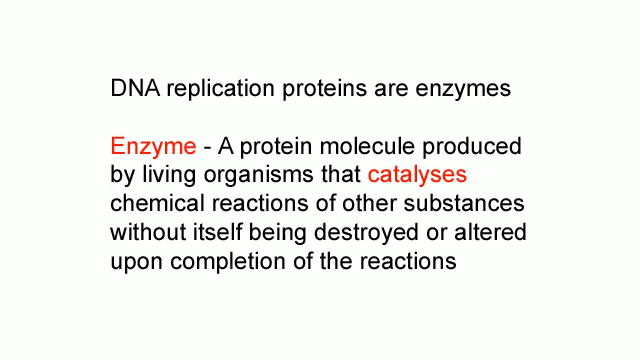 DNA replication proteins are enzymes
Enzyme - A protein molecule produced
by living organisms that catalyses
chemical reactions of other substances
without itself being destroyed or altered
upon completion of the reactions